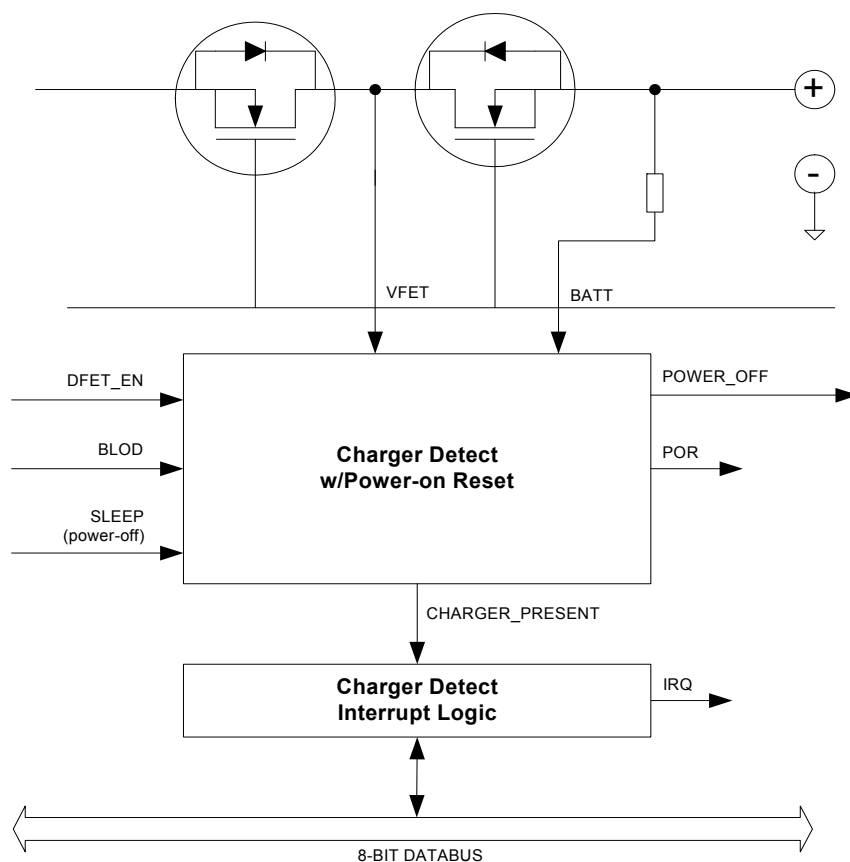 +
-
VFET
BATT
DFET_EN
POWER_OFF
BLOD
Charger Detect
w/Power-on Reset
POR
SLEEP
(power-off)
CHARGER_PRESENT
Charger Detect
Interrupt Logic
IRQ
8-BIT DATABUS